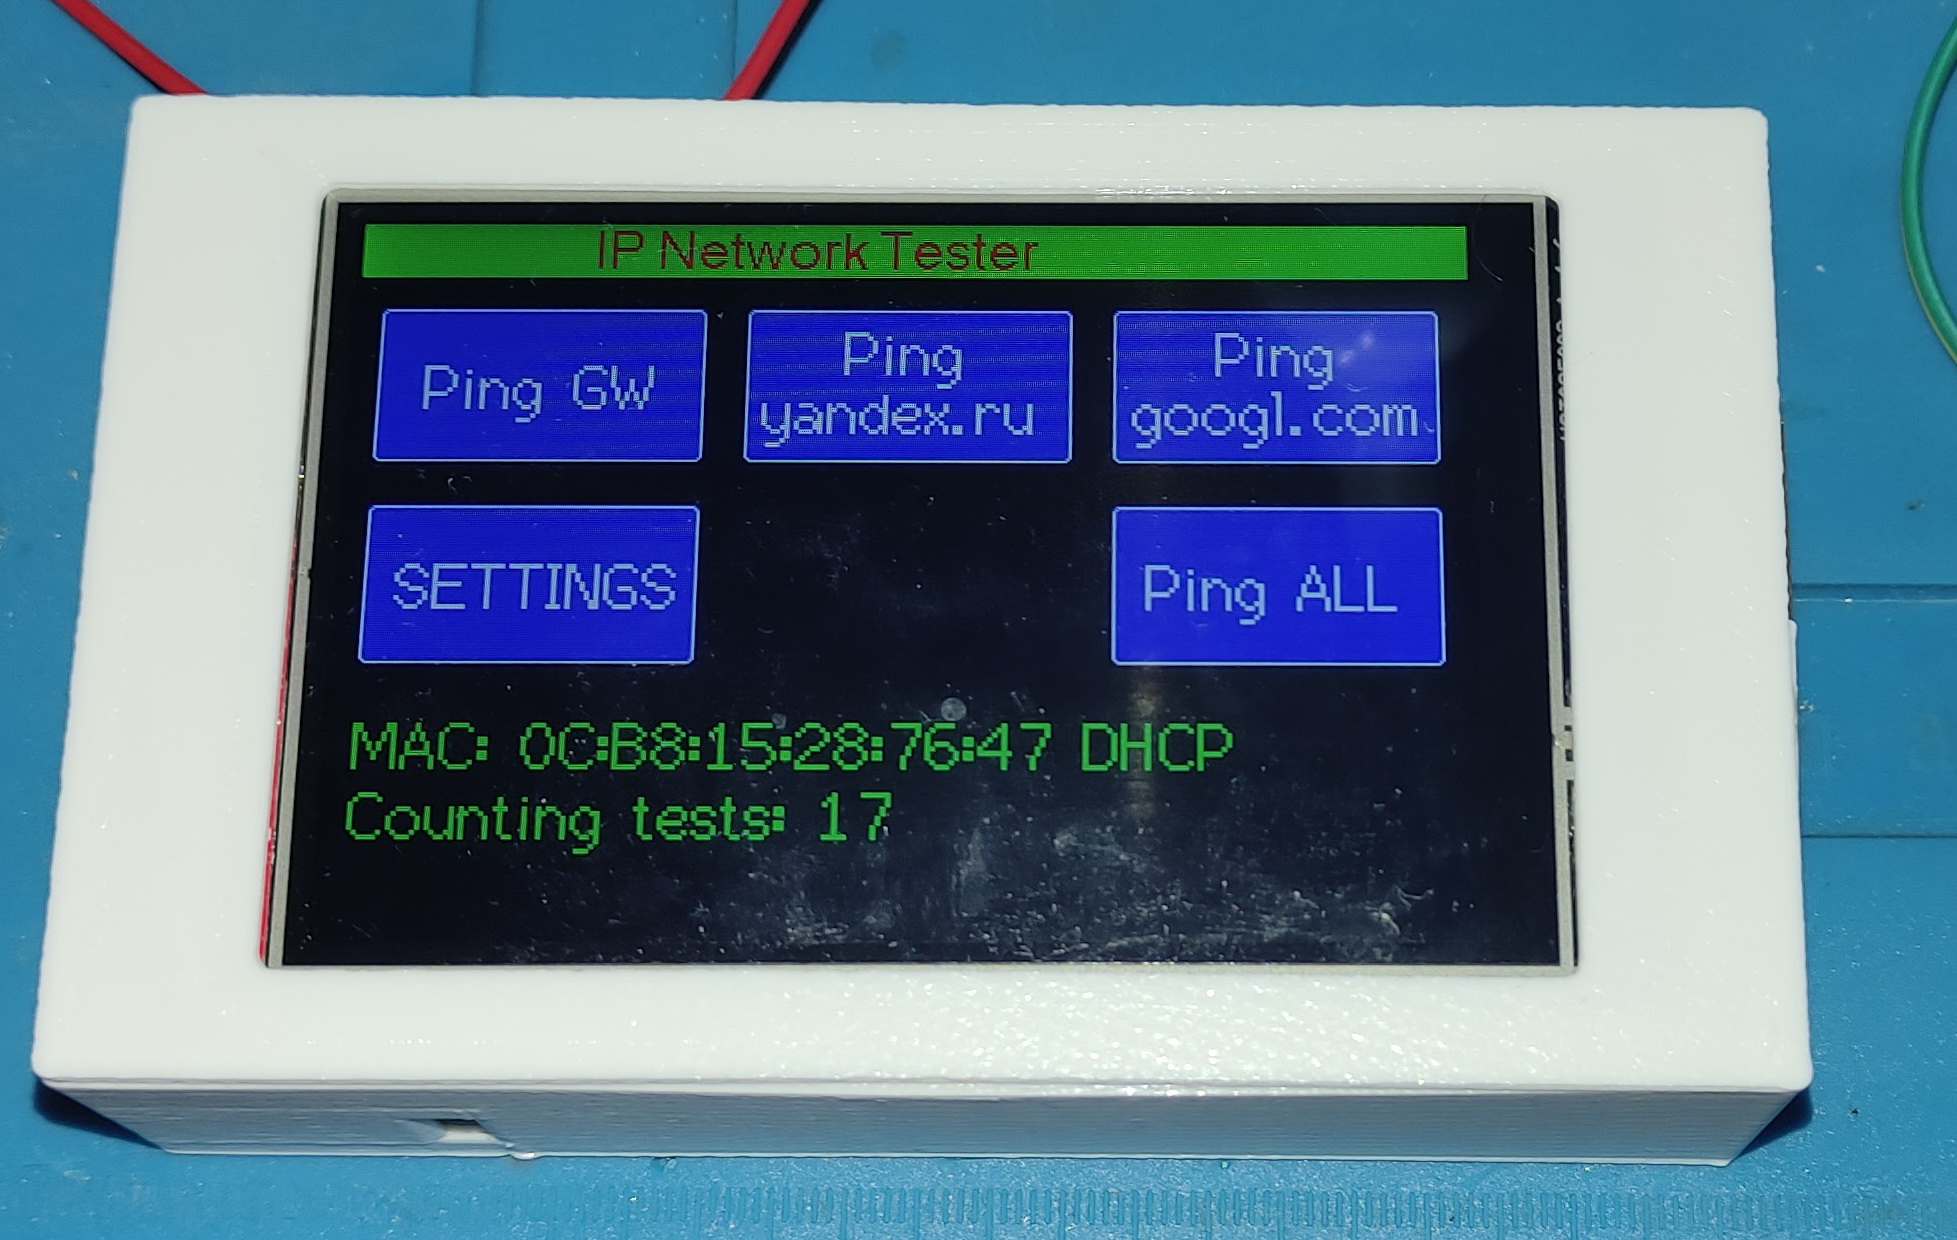 IP Network Tester
Ping GW
Ping
yandex.ru
Ping
googl.com
SETTINGS
Ping ALL
MAC: 0C:B8:15:28:76:47 DHCP
Counting tests: 17